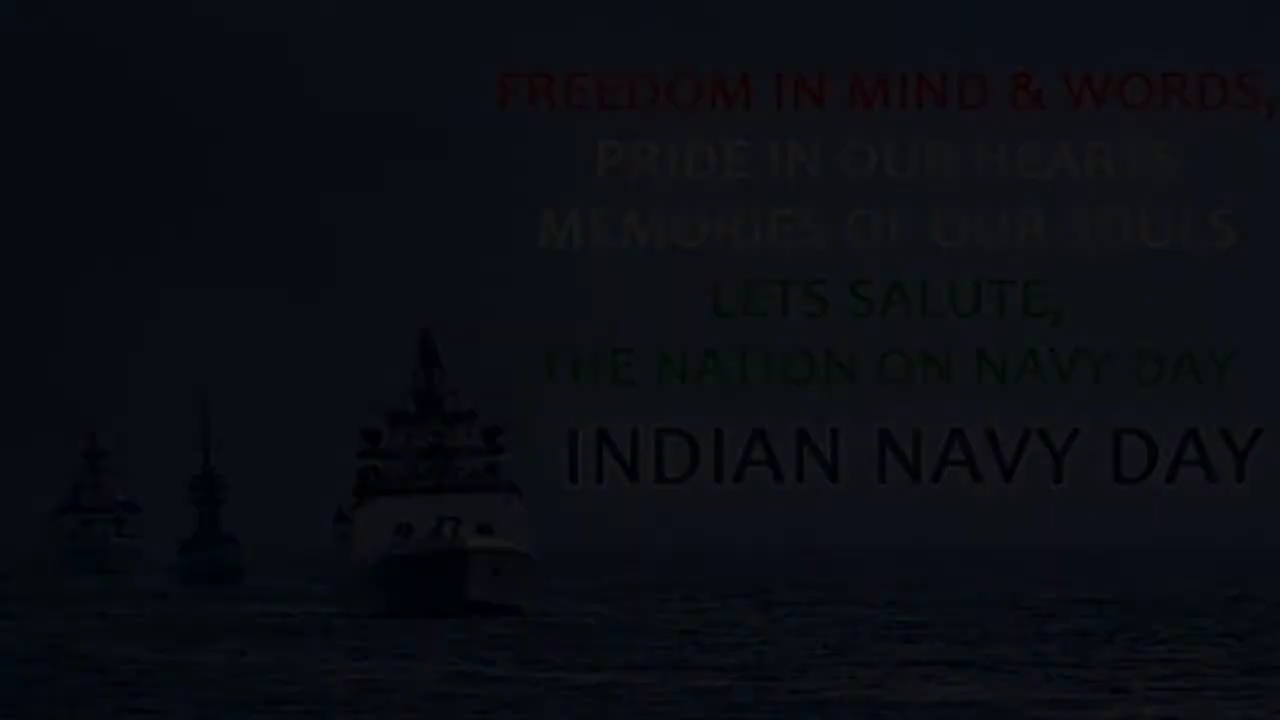 FREEDOM IN MIND & WORDS,
PRIDE IN OUR HEARTS
MEMORIES OF OUR SOULS
LETS SALUTE,
THE NATION ON NAVY DAY
INDIAN NAVY DAY